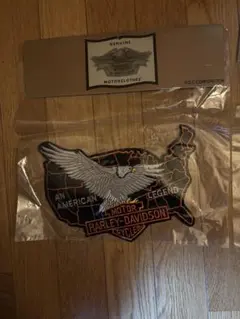 GENUINE
MOTORCLOTHES
AN
AMERICAN
LEGEND
MOTOR
HARLEY-DAVIDSON
CYCLES